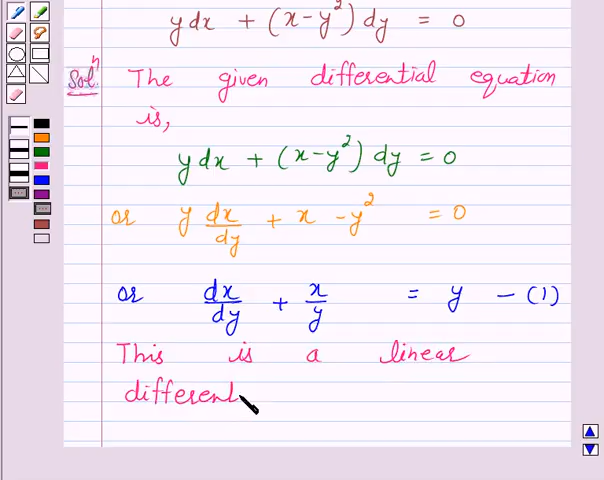 y dx + (x-y²) dy = 0
Solⁿ The given differential equation
is,
y dx + (x-y²) dy = 0
or y dx/dy + x - y² = 0
or dx/dy + x/y = y - (1)
This is a linear
different